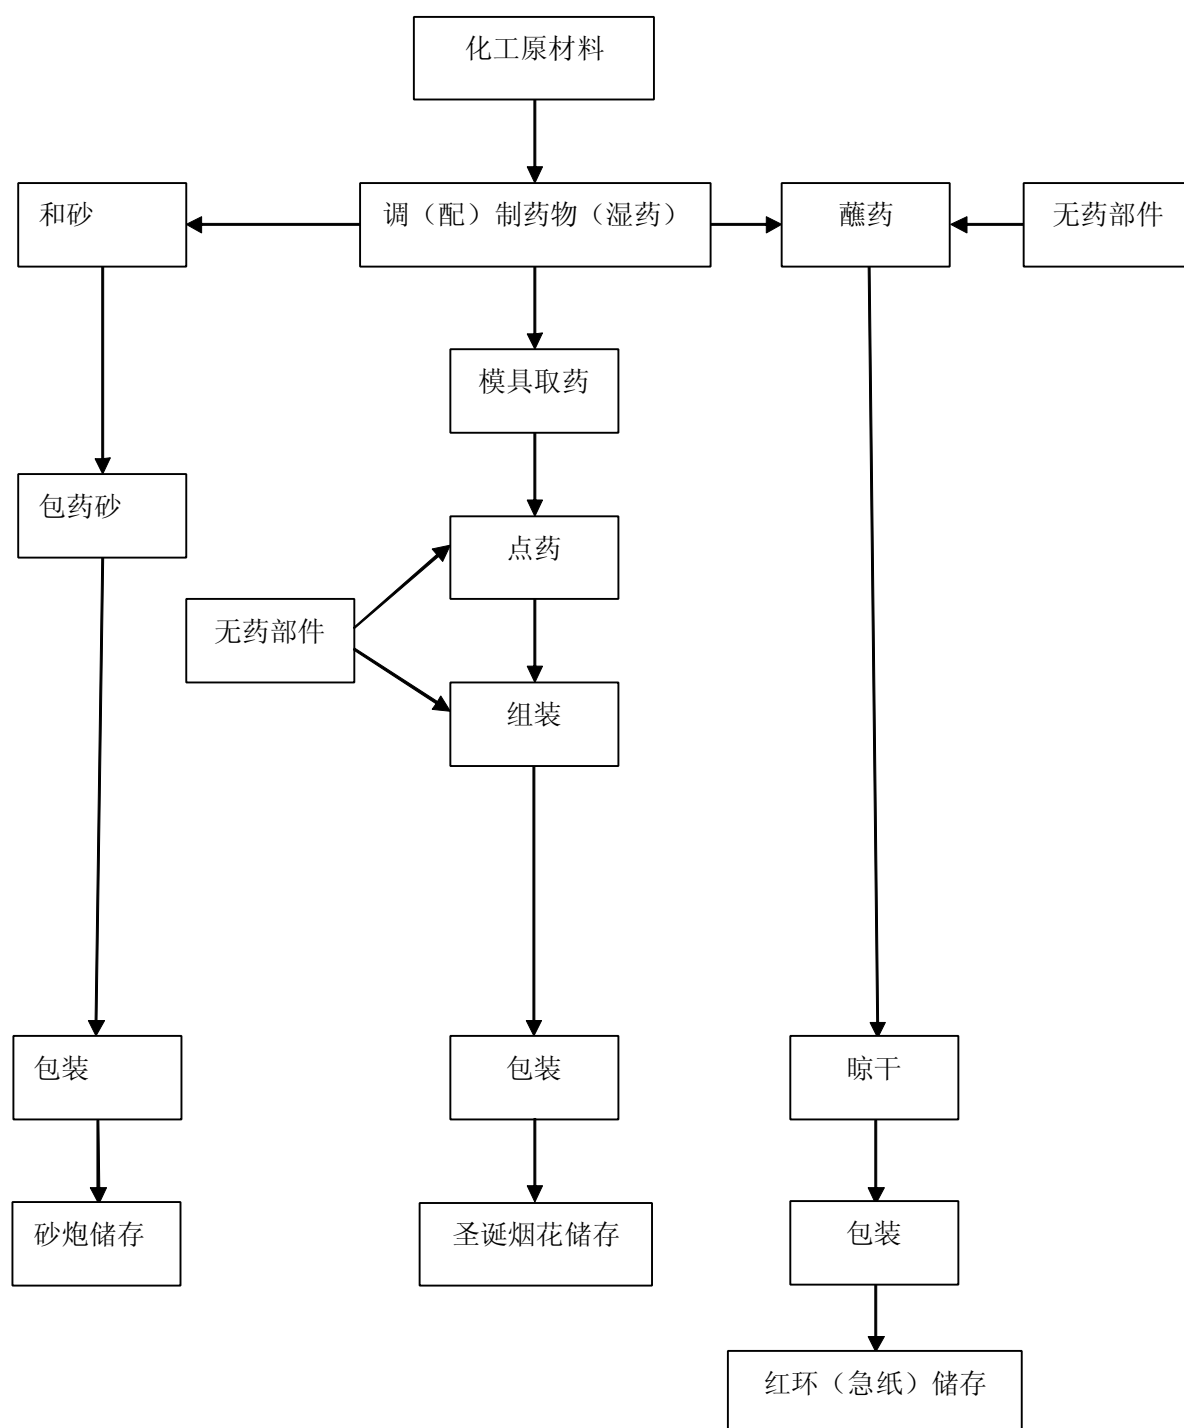 化工原材料
和砂
调（配）制药物（湿药）
蘸药
无药部件
模具取药
包药砂
点药
无药部件
组装
包装
包装
晾干
砂炮储存
圣诞烟花储存
包装
红环（急纸）储存